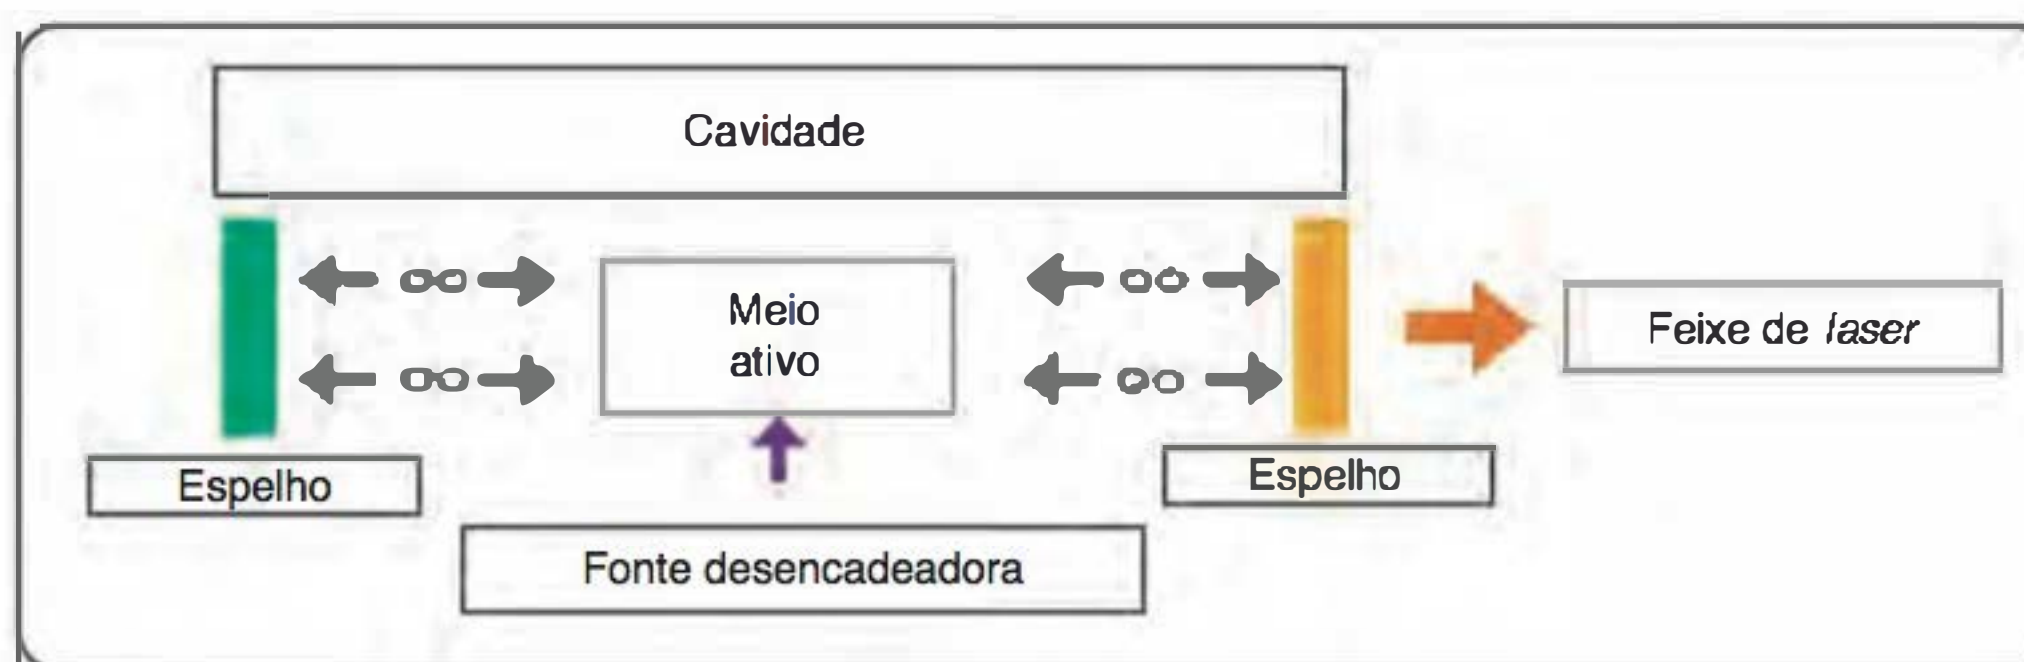 Cavidade
Meio
ativo
Feixe de laser
Espelho
Espelho
Fonte desencadeadora